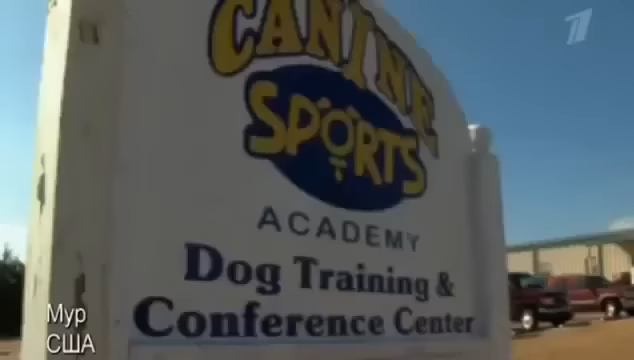 CANINE
SPORTS
ACADEMY
Dog Training &
Conference Center
Мур
США